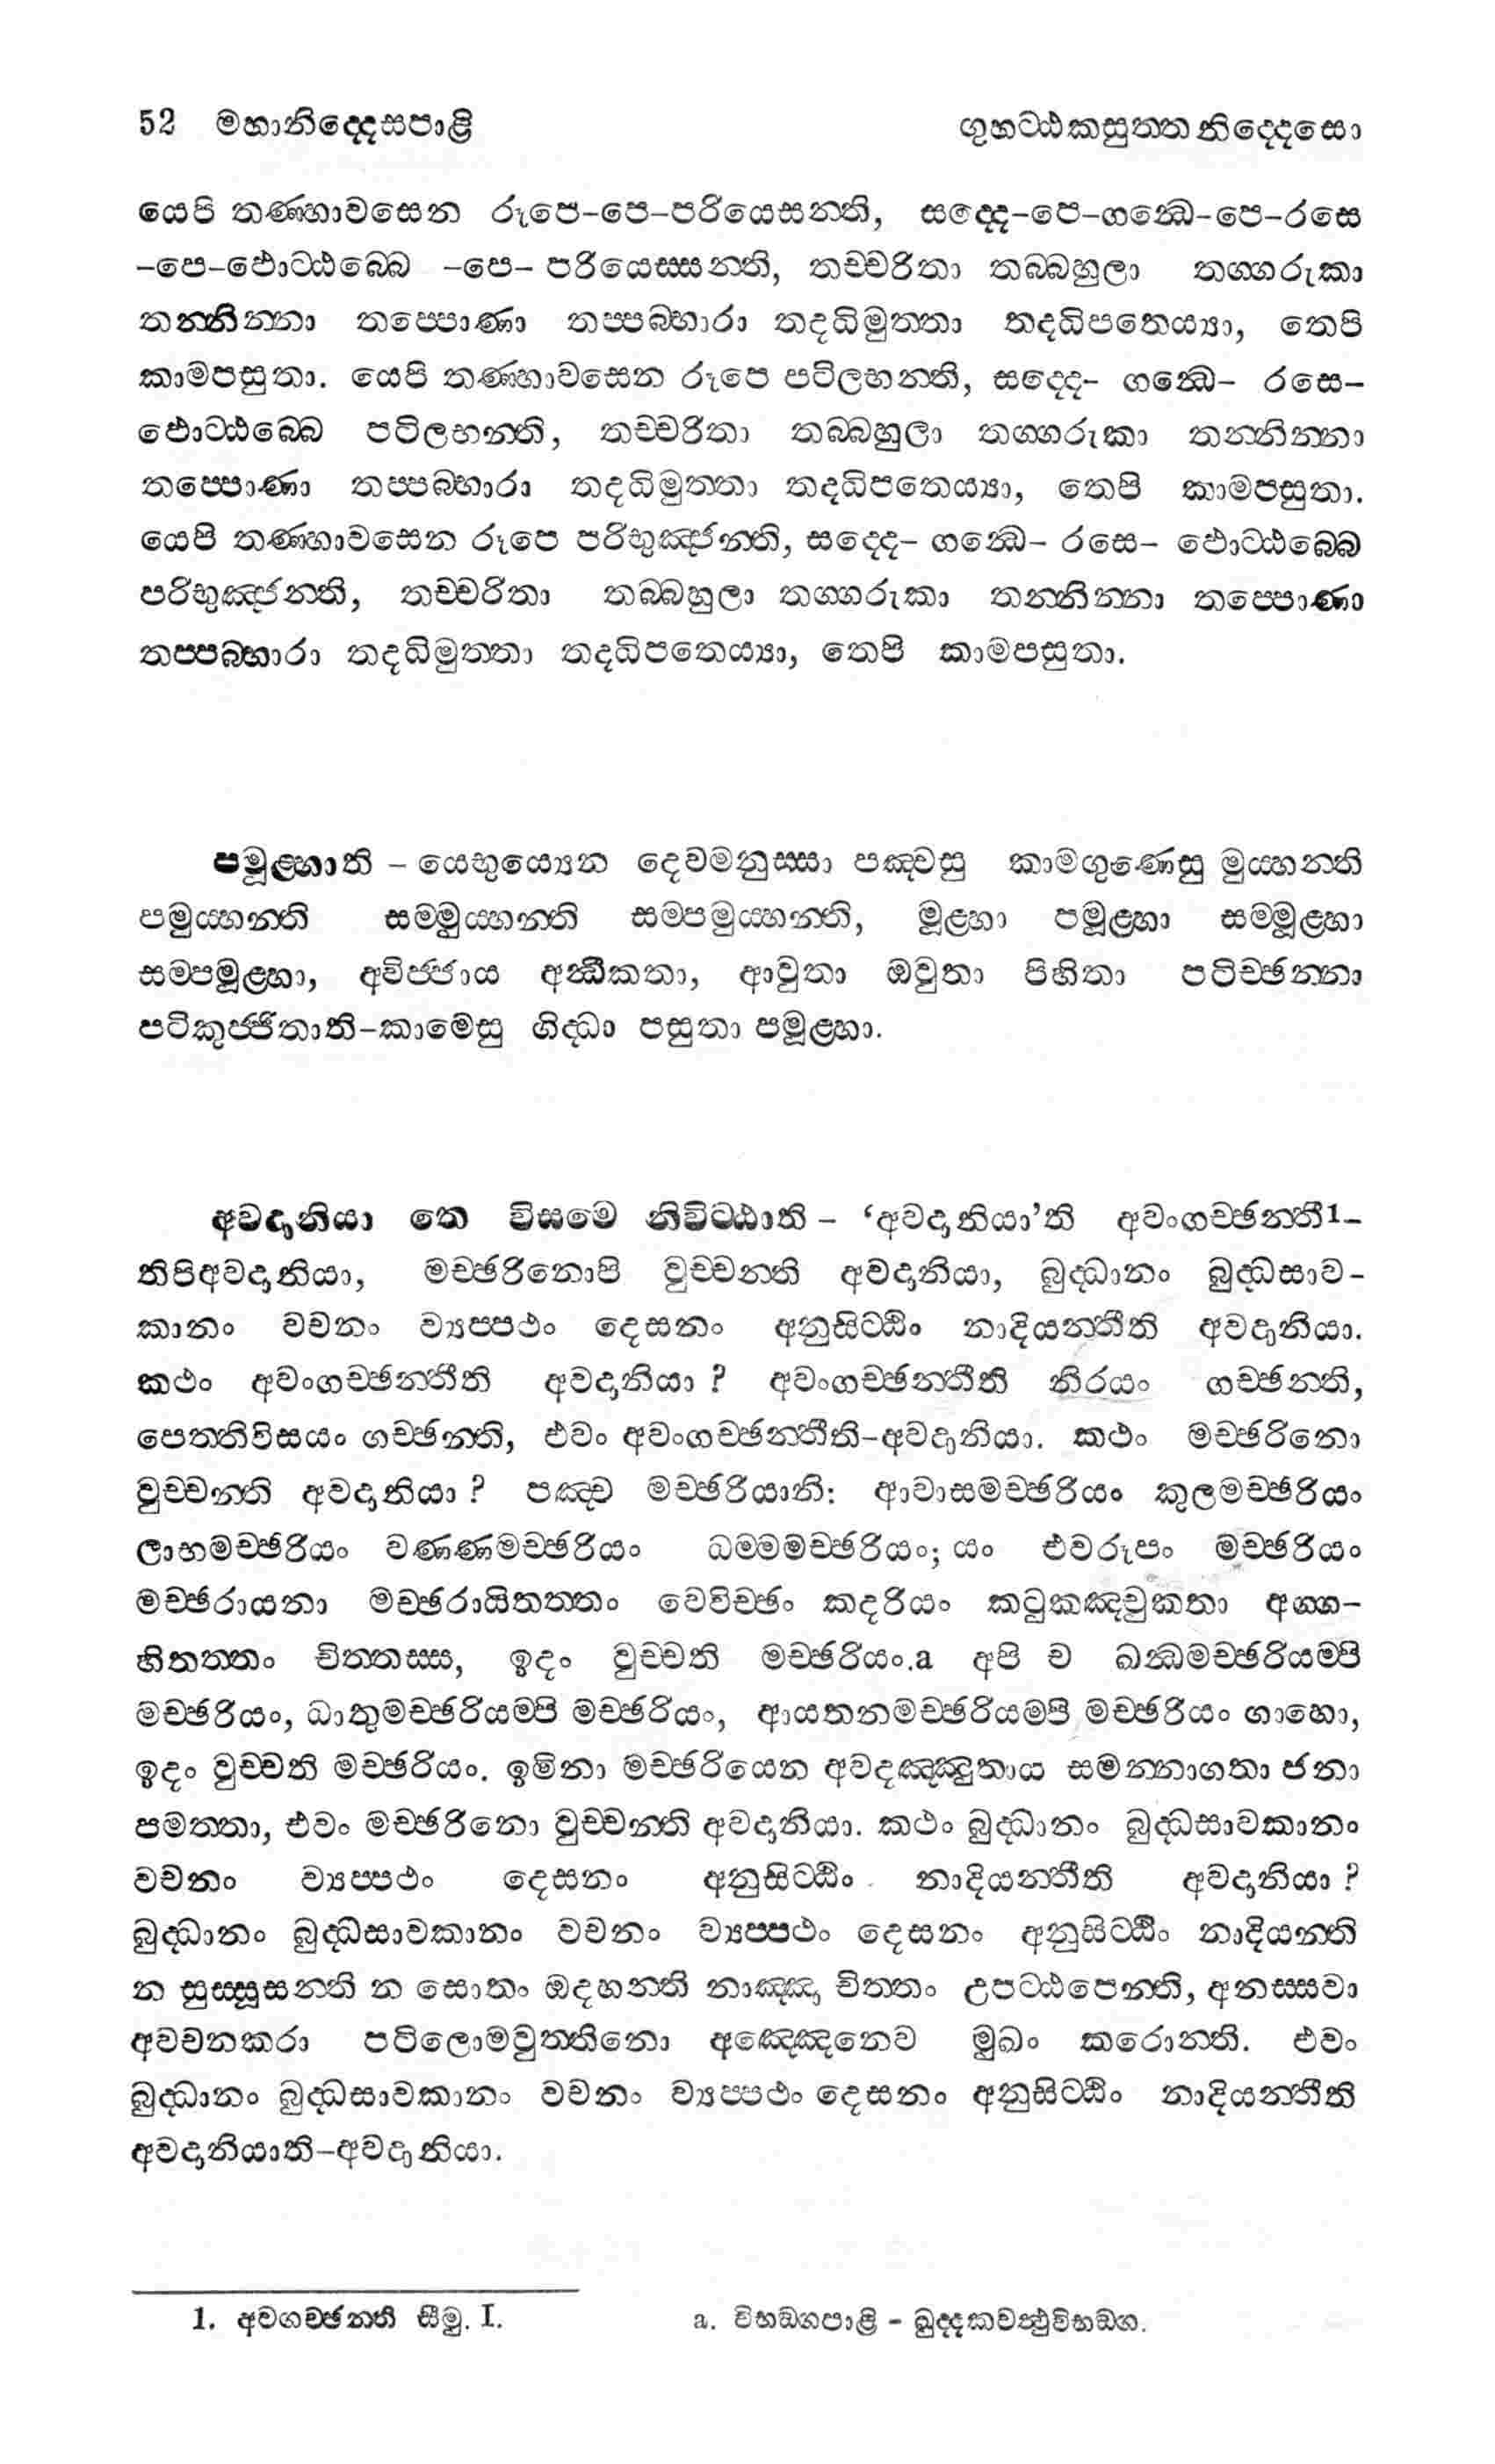 52 මහානිද්දෙසපාළි ගුහට්ඨකසුත්තනිද්දෙසො
යෙපි තණ්හාවසෙන රූපෙ-පෙ-පරියෙසන්ති, සද්දෙ-පෙ-ගන්ධෙ-පෙ-රසෙ
-පෙ-ඵොට්ඨබ්බෙ -පෙ- පරියෙස්සන්ති, තච්චරිතා තබ්බහුලා තග්ගරුකා
තන්නින්නා තප්පොණා තප්පබ්භාරා තදධිමුත්තා තදධිපතෙය්‍යා, තෙපි
කාමපසුතා. යෙපි තණ්හාවසෙන රූපෙ පටිලභන්ති, සද්දෙ- ගන්ධෙ- රසෙ-
ඵොට්ඨබ්බෙ පටිලභන්ති, තච්චරිතා තබ්බහුලා තග්ගරුකා තන්නින්නා
තප්පොණා තප්පබ්භාරා තදධිමුත්තා තදධිපතෙය්‍යා, තෙපි කාමපසුතා.
යෙපි තණ්හාවසෙන රූපෙ පරිභුඤ්ජන්ති, සද්දෙ- ගන්ධෙ- රසෙ- ඵොට්ඨබ්බෙ
පරිභුඤ්ජන්ති, තච්චරිතා තබ්බහුලා තග්ගරුකා තන්නින්නා තප්පොණා
තප්පබ්භාරා තදධිමුත්තා තදධිපතෙය්‍යා, තෙපි කාමපසුතා.
පමූළ්හාති – යෙභුය්‍යෙන දෙවමනුස්සා පඤ්චසු කාමගුණෙසු මුය්හන්ති
පමුය්හන්ති සම්මුය්හන්ති සම්පමුය්හන්ති, මූළ්හා පමූළ්හා සම්මූළ්හා
සම්පමූළ්හා, අවිජ්ජාය අන්ධීකතා, ආවුතා ඔවුතා පිහිතා පටිච්ඡන්නා
පටිකුජ්ජිතාති-කාමෙසු ගිද්ධා පසුතා පමූළ්හා.
අවදානියා තෙ විසමෙ නිවිට්ඨාති – ‘අවදානියා’ති අවංගච්ඡන්තී1-
තිපිඅවදානියා, මච්ඡරිනොපි වුච්චන්ති අවදානියා, බුද්ධානං බුද්ධසාව-
කානං වචනං ව්‍යප්පථං දෙසනං අනුසිට්ඨිං නාදියන්තීති අවදානියා.
කථං අවංගච්ඡන්තීති අවදානියා ? අවංගච්ඡන්තීති නිරයං ගච්ඡන්ති,
පෙත්තිවිසයං ගච්ඡන්ති, එවං අවංගච්ඡන්තීති-අවදානියා. කථං මච්ඡරිනො
වුච්චන්ති අවදානියා ? පඤ්ච මච්ඡරියානි: ආවාසමච්ඡරියං කුලමච්ඡරියං
ලාභමච්ඡරියං වණ්ණමච්ඡරියං ධම්මමච්ඡරියං; යං එවරූපං මච්ඡරියං
මච්ඡරායනා මච්ඡරායිතත්තං වෙවිච්ඡං කදරියං කටුකඤ්චුකතා අග්ග-
හිතත්තං චිත්තස්ස, ඉදං වුච්චති මච්ඡරියං.a අපි ච ඛන්ධමච්ඡරියම්පි
මච්ඡරියං, ධාතුමච්ඡරියම්පි මච්ඡරියං, ආයතනමච්ඡරියම්පි මච්ඡරියං ගාහො,
ඉදං වුච්චති මච්ඡරියං. ඉමිනා මච්ඡරියෙන අවදඤ්ඤුතාය සමන්නාගතා ජනා
පමත්තා, එවං මච්ඡරිනො වුච්චන්ති අවදානියා. කථං බුද්ධානං බුද්ධසාවකානං
වචනං ව්‍යප්පථං දෙසනං අනුසිට්ඨිං නාදියන්තීති අවදානියා ?
බුද්ධානං බුද්ධසාවකානං වචනං ව්‍යප්පථං දෙසනං අනුසිට්ඨිං නාදියන්ති
න සුස්සූසන්ති න සොතං ඔදහන්ති නාඤ්ඤා චිත්තං උපට්ඨපෙන්ති, අනස්සවා
අවචනකරා පටිලොමවුත්තිනො අඤ්ඤෙනෙව මුඛං කරොන්ති. එවං
බුද්ධානං බුද්ධසාවකානං වචනං ව්‍යප්පථං දෙසනං අනුසිට්ඨිං නාදියන්තීති
අවදානියාති-අවදානියා.
1. අවගච්ඡන්ති සීමු. I. a. විභඞ්ගපාළි – ඛුද්දකවත්ථුවිභඞ්ග.